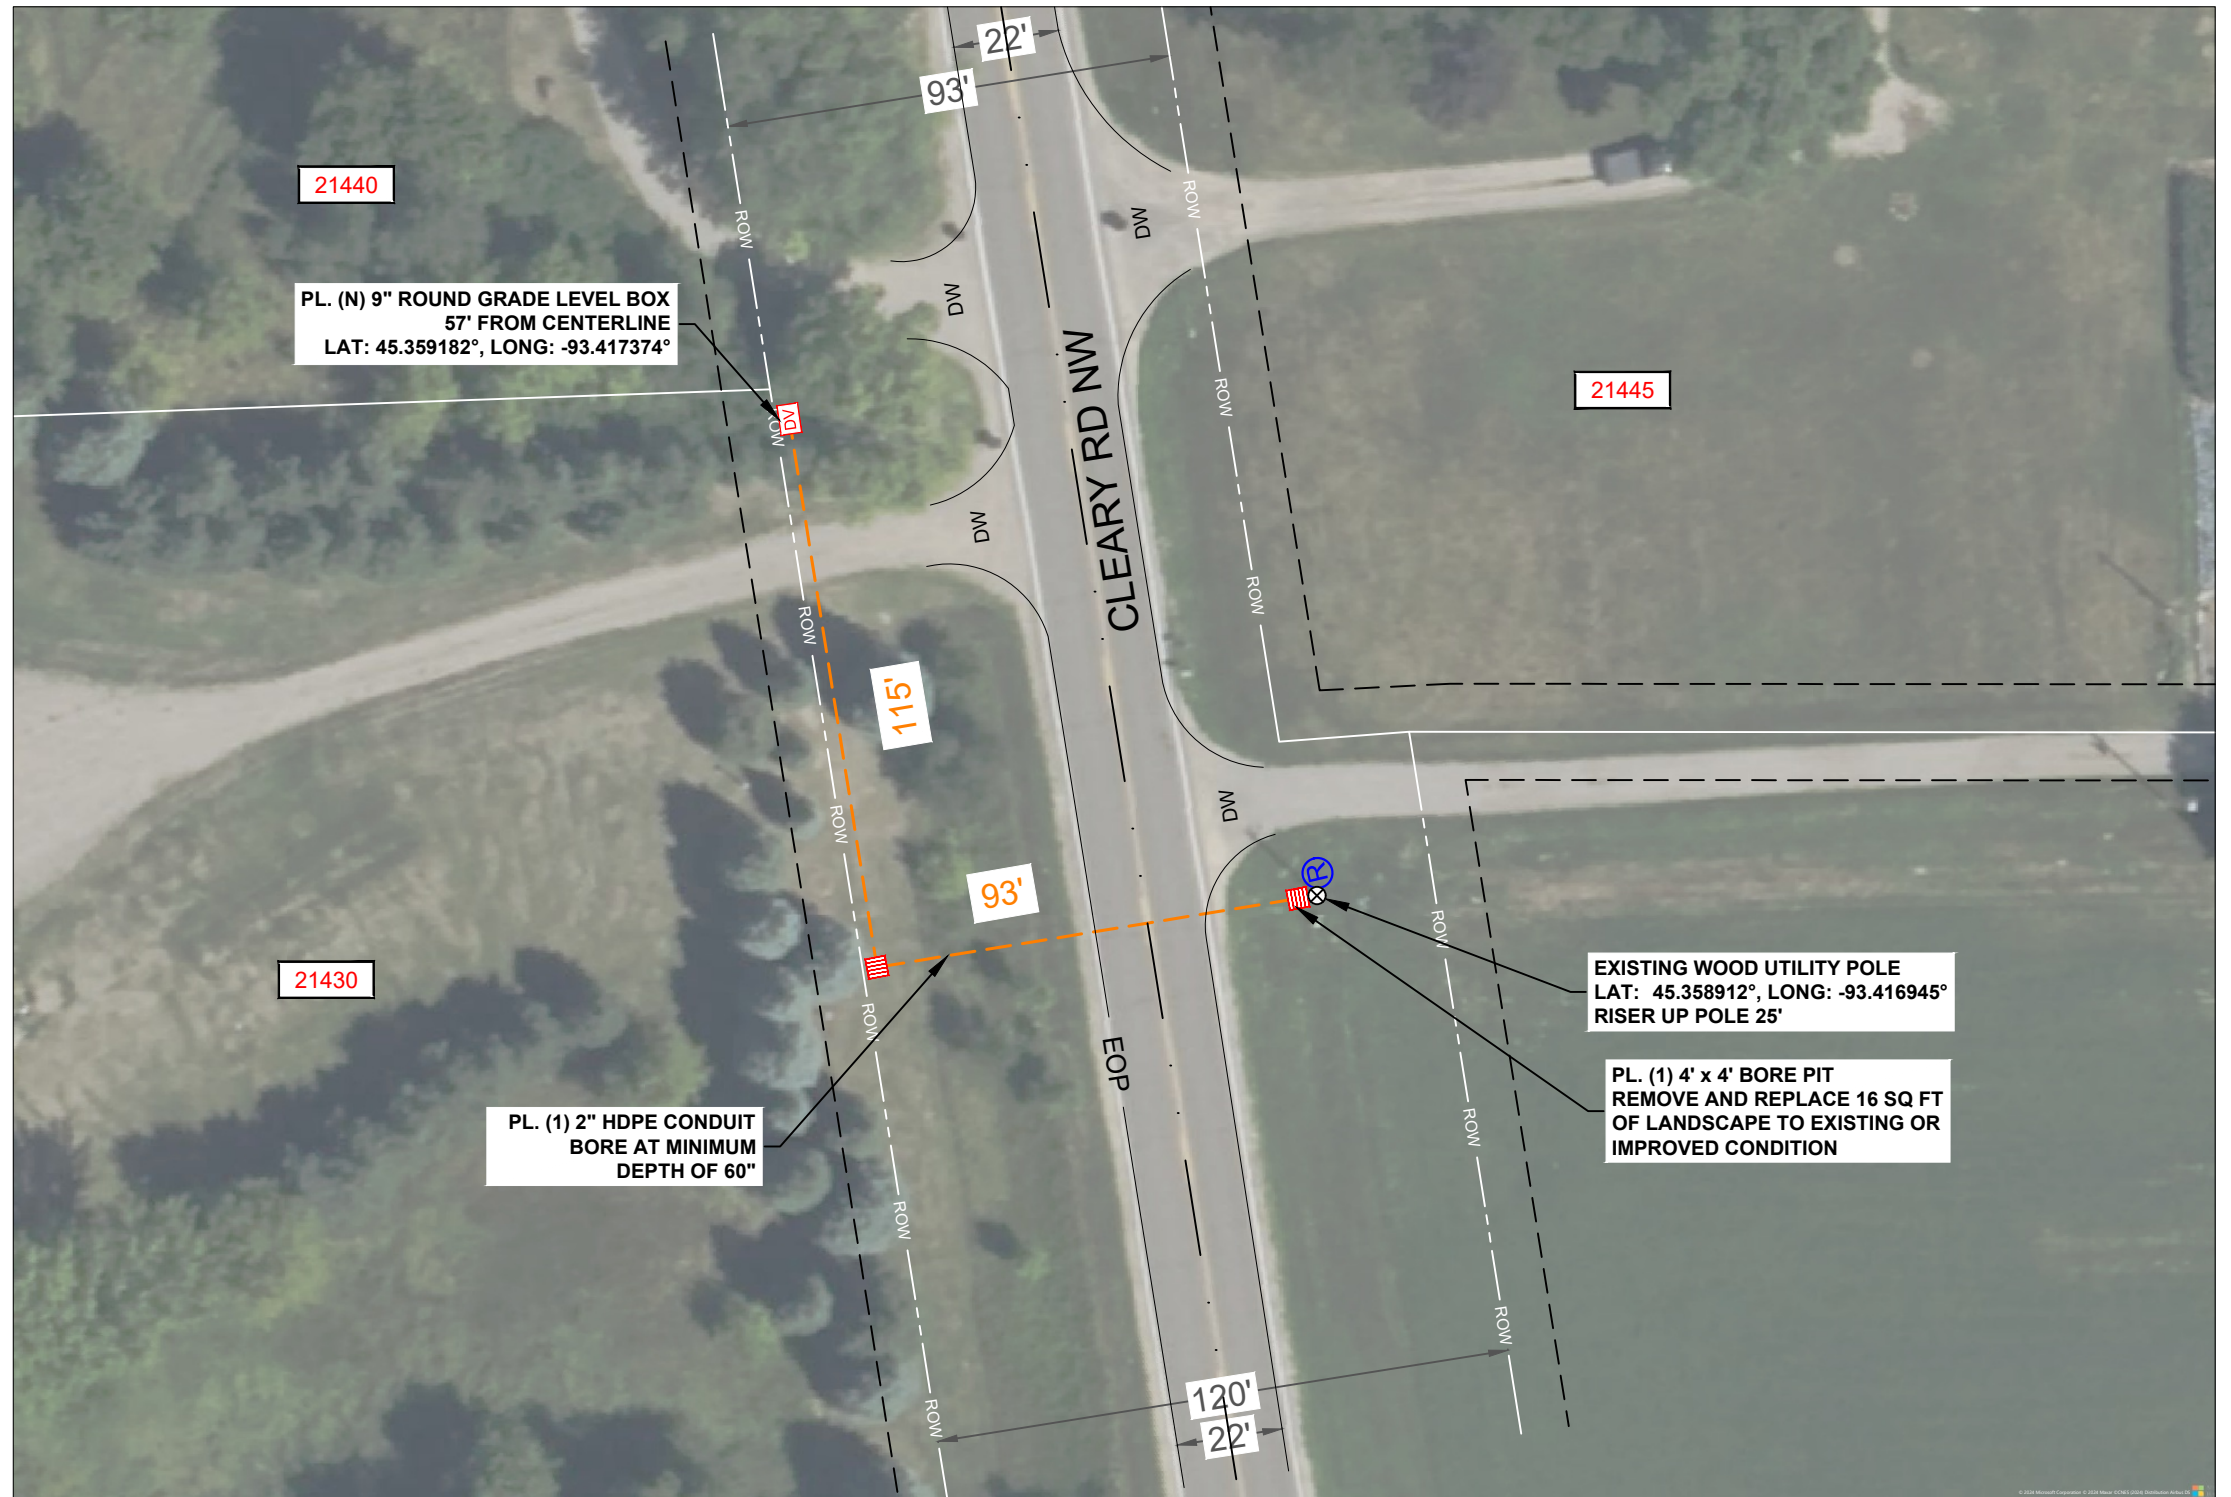 22'
93'
21440
ROW
ROW
DW
DW
PL. (N) 9" ROUND GRADE LEVEL BOX
57' FROM CENTERLINE
LAT: 45.359182°, LONG: -93.417374°
CLEARY RD NW
ROW
21445
DV
ROW
DW
ROW
ROW
115'
ROW
DW
93'
R
ROW
21430
ROW
EXISTING WOOD UTILITY POLE
LAT: 45.358912°, LONG: -93.416945°
RISER UP POLE 25'
EOP
PL. (1) 4' x 4' BORE PIT
REMOVE AND REPLACE 16 SQ FT
OF LANDSCAPE TO EXISTING OR
IMPROVED CONDITION
PL. (1) 2" HDPE CONDUIT
BORE AT MINIMUM
DEPTH OF 60"
ROW
ROW
ROW
120'
ROW
22'